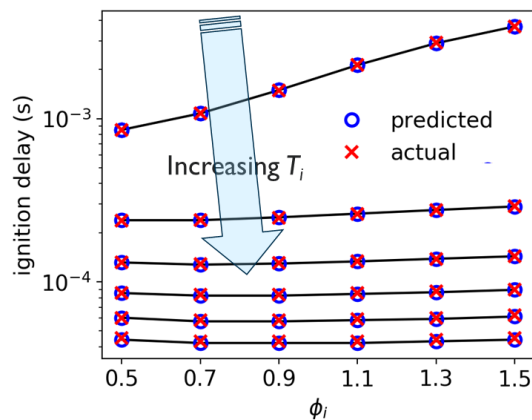 ignition delay (s)
10⁻³
10⁻⁴
predicted
actual
Increasing Tᵢ
0.5 0.7 0.9 1.1 1.3 1.5
ϕᵢ